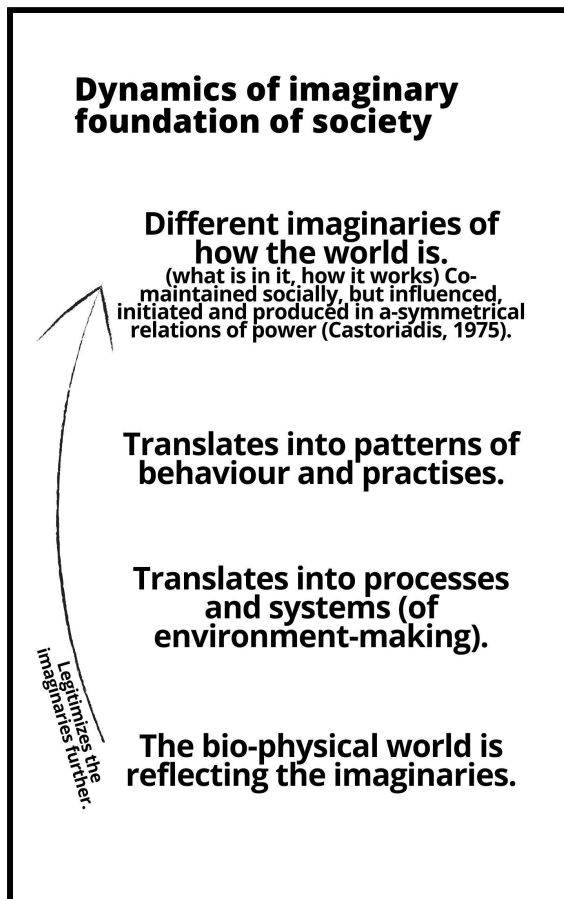 Dynamics of imaginary
foundation of society
Different imaginaries of
how the world is.
(what is in it, how it works) Co-
maintained socially, but influenced,
initiated and produced in a-symmetrical
relations of power (Castoriadis, 1975).
Translates into patterns of
behaviour and practises.
Translates into processes
and systems (of
environment-making).
The bio-physical world is
reflecting the imaginaries.
Legitimizes the
imaginaries further.